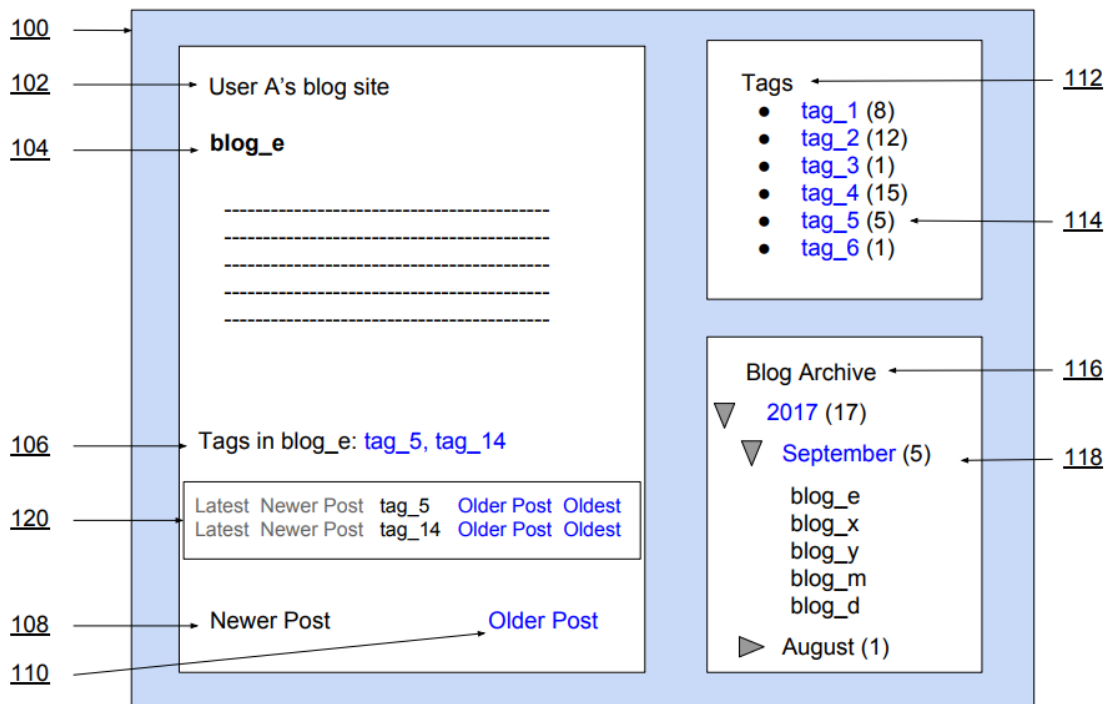 100
102
User A's blog site
104
blog_e
---------------------------------------------
---------------------------------------------
---------------------------------------------
---------------------------------------------
---------------------------------------------
106
Tags in blog_e: tag_5, tag_14
120
Latest Newer Post tag_5 Older Post Oldest
Latest Newer Post tag_14 Older Post Oldest
108
Newer Post
Older Post
110
Tags
112
● tag_1 (8)
● tag_2 (12)
● tag_3 (1)
● tag_4 (15)
● tag_5 (5)
114
● tag_6 (1)
Blog Archive
116
2017 (17)
September (5)
118
blog_e
blog_x
blog_y
blog_m
blog_d
August (1)